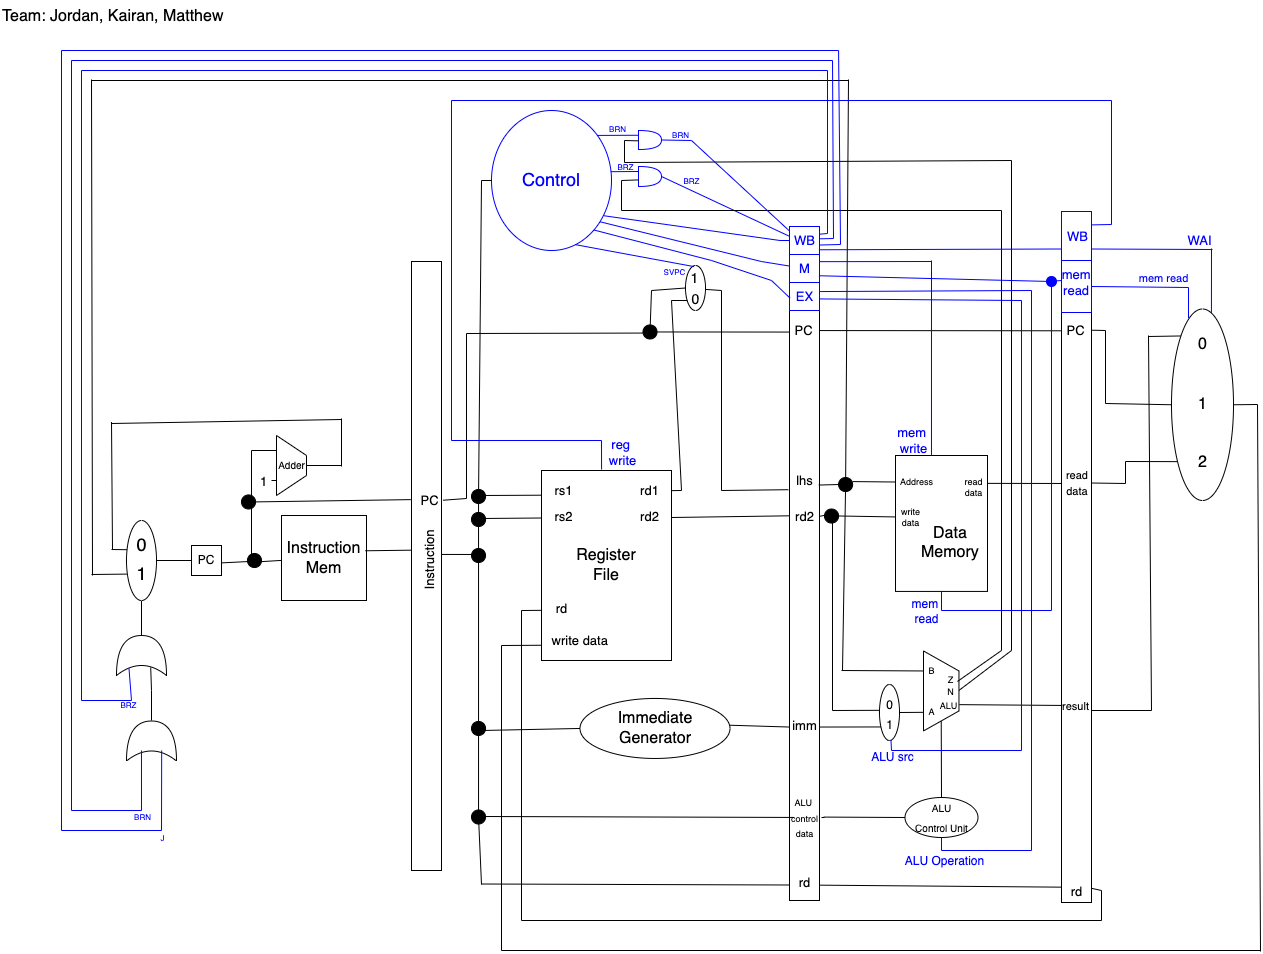 Team: Jordan, Kairan, Matthew
BRN
BRN
BRZ
BRZ
Control
WB
WB
WAI
SVPC
1
0
M
mem
read
mem read
EX
PC
PC
0
1
2
reg
write
mem
write
Adder
1
PC
rs1
rd1
rs2
rd2
Register
File
rd
write data
lhs
rd2
Address
read
data
write
data
Data
Memory
read
data
0
1
PC
Instruction
Mem
Instruction
mem
read
B
Z
N
ALU
A
0
1
result
BRZ
Immediate
Generator
imm
ALU src
BRN
J
ALU
control
data
ALU
Control Unit
ALU Operation
rd
rd